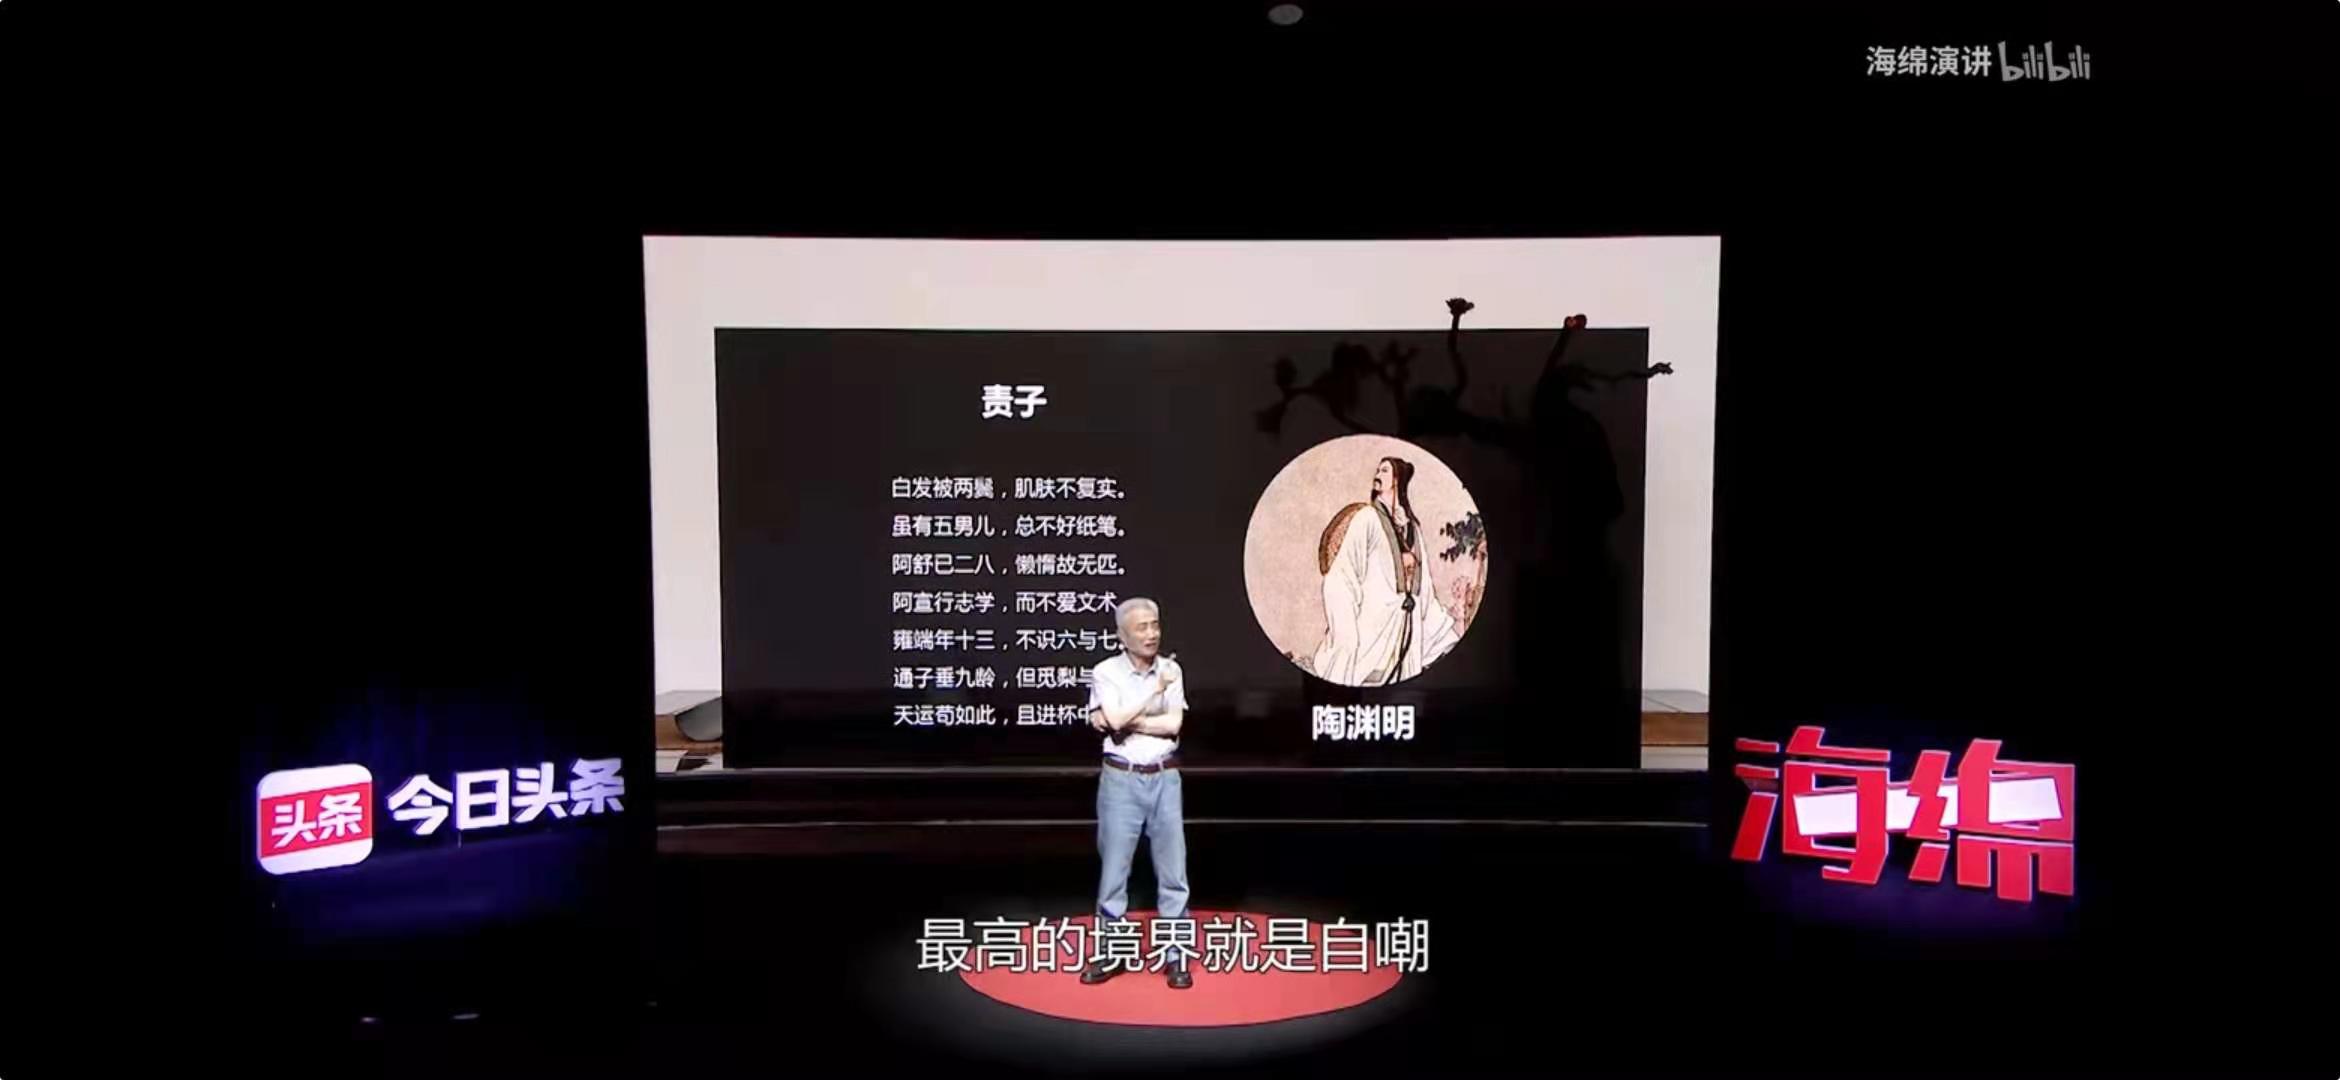 海绵演讲 bilibili
责子
白发被两鬓，肌肤不复实。
虽有五男儿，总不好纸笔。
阿舒已二八，懒惰故无匹。
阿宣行志学，而不爱文术
雍端年十三，不识六与七。
通子垂九龄，但觅梨与
天运苟如此，且进杯中
陶渊明
头条 今日头条
海绵
最高的境界就是自嘲